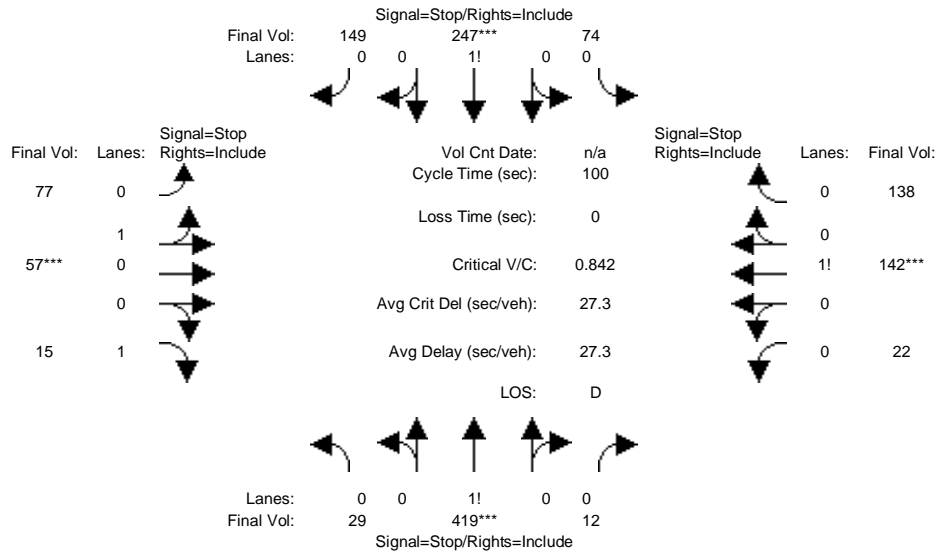 Signal=Stop/Rights=Include
Final Vol: 149 247*** 74
Lanes: 0 0 1! 0 0
Signal=Stop
Final Vol: Lanes: Rights=Include
Vol Cnt Date: n/a
Signal=Stop
Rights=Include Lanes: Final Vol:
Cycle Time (sec): 100
77 0
0 138
Loss Time (sec): 0
1
0
57*** 0
Critical V/C: 0.842
1! 142***
0
Avg Crit Del (sec/veh): 27.3
0
15 1
Avg Delay (sec/veh): 27.3
0 22
LOS: D
Lanes: 0 0 1! 0 0
Final Vol: 29 419*** 12
Signal=Stop/Rights=Include